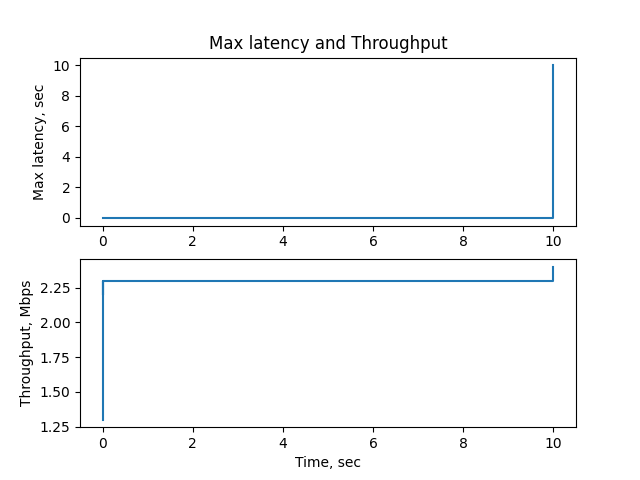 Max latency and Throughput
Max latency, sec
10
8
6
4
2
0
0 2 4 6 8 10
Throughput, Mbps
2.25
2.00
1.75
1.50
1.25
0 2 4 6 8 10
Time, sec